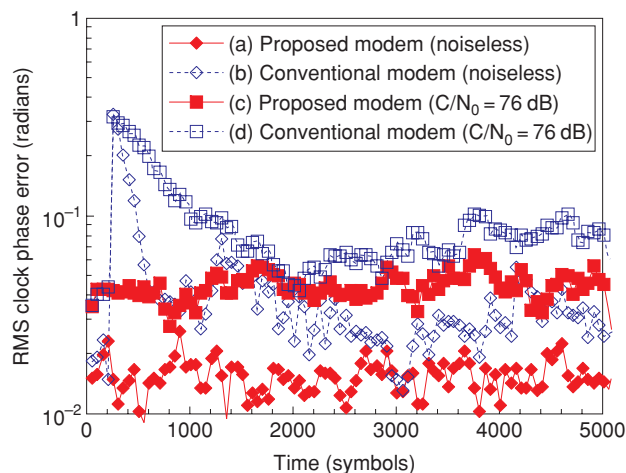 1
(a) Proposed modem (noiseless)
(b) Conventional modem (noiseless)
(c) Proposed modem (C/N₀ = 76 dB)
(d) Conventional modem (C/N₀ = 76 dB)
RMS clock phase error (radians)
10⁻¹
10⁻²
0 1000 2000 3000 4000 5000
Time (symbols)